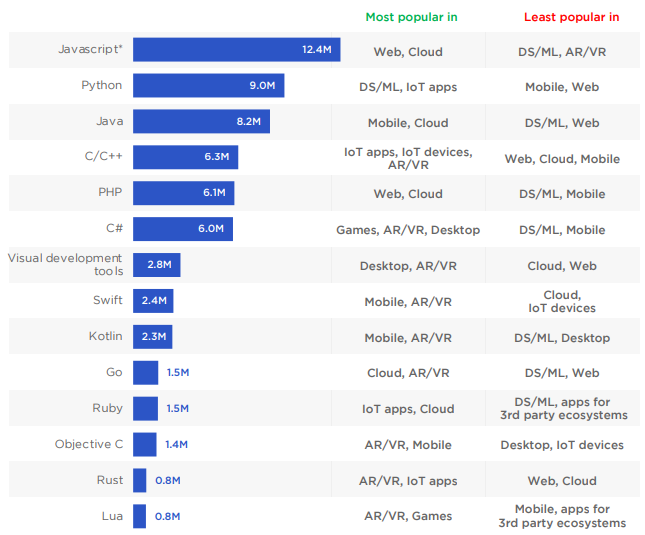 Most popular in Least popular in
Javascript* 12.4M Web, Cloud DS/ML, AR/VR
Python 9.0M DS/ML, IoT apps Mobile, Web
Java 8.2M Mobile, Cloud DS/ML, Web
C/C++ 6.3M IoT apps, IoT devices,
AR/VR Web, Cloud, Mobile
PHP 6.1M Web, Cloud DS/ML, Mobile
C# 6.0M Games, AR/VR, Desktop DS/ML, Mobile
Visual development
tools 2.8M Desktop, AR/VR Cloud, Web
Swift 2.4M Mobile, AR/VR Cloud,
IoT devices
Kotlin 2.3M Mobile, AR/VR DS/ML, Desktop
Go 1.5M Cloud, AR/VR DS/ML, Web
Ruby 1.5M IoT apps, Cloud DS/ML, apps for
3rd party ecosystems
Objective C 1.4M AR/VR, Mobile Desktop, IoT devices
Rust 0.8M AR/VR, IoT apps Web, Cloud
Lua 0.8M AR/VR, Games Mobile, apps for
3rd party ecosystems